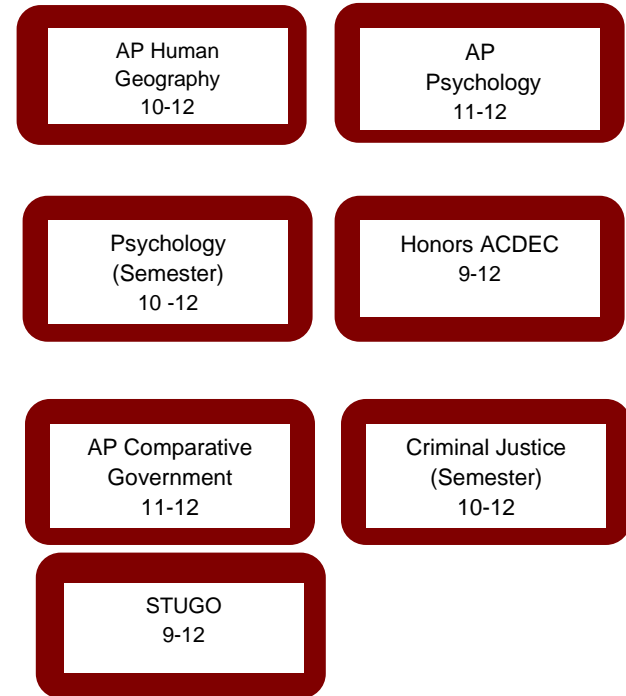 AP Human
Geography
10-12
AP
Psychology
11-12
Psychology
(Semester)
10 -12
Honors ACDEC
9-12
AP Comparative
Government
11-12
Criminal Justice
(Semester)
10-12
STUGO
9-12